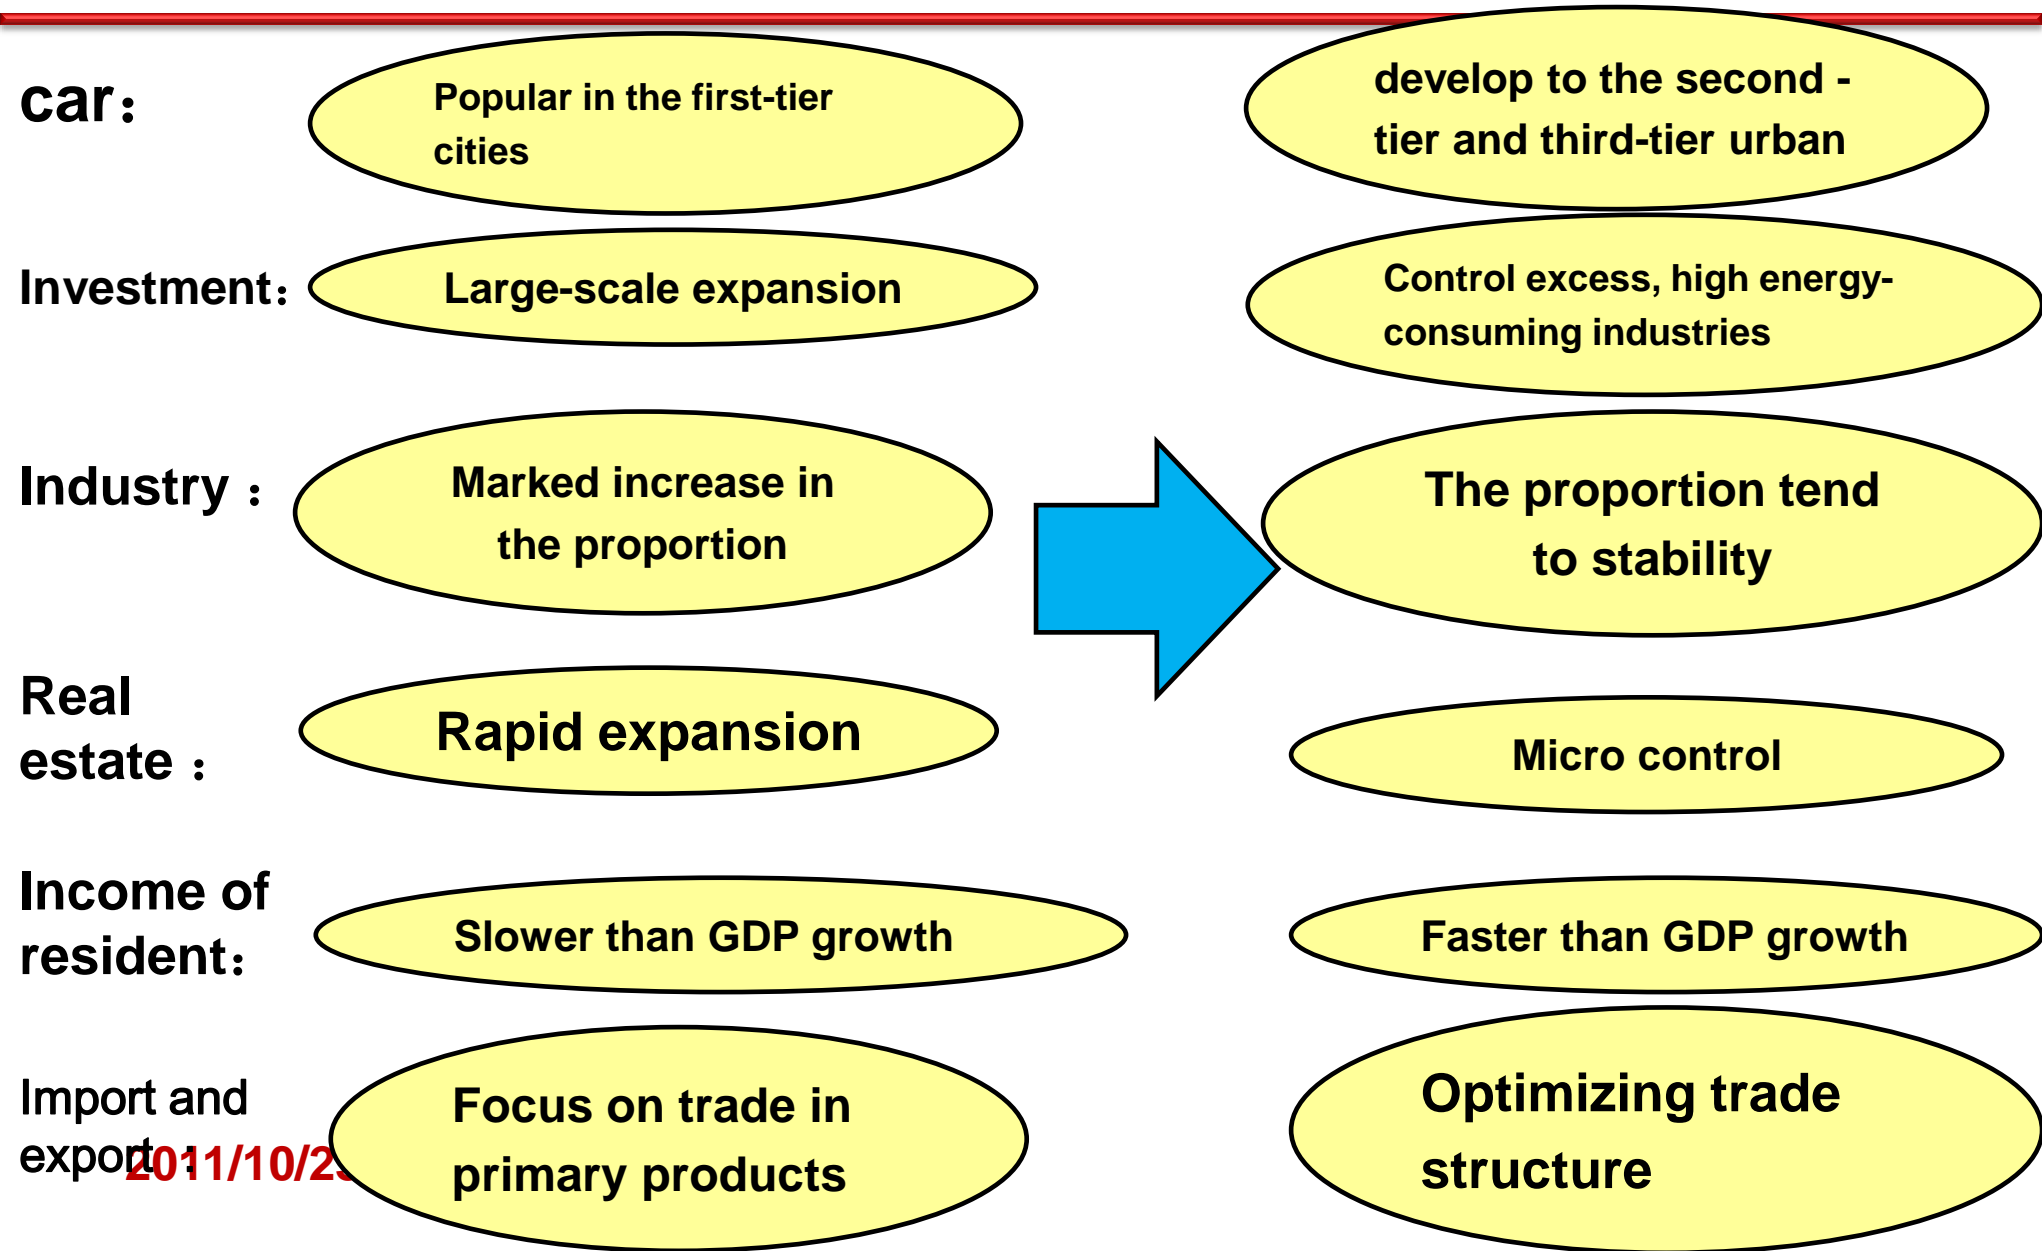 car：
Popular in the first-tier
cities
develop to the second -
tier and third-tier urban
Investment：
Large-scale expansion
Control excess, high energy-
consuming industries
Industry：
Marked increase in
the proportion
The proportion tend
to stability
Real
estate：
Rapid expansion
Micro control
Income of
resident：
Slower than GDP growth
Faster than GDP growth
Import and
export：
2011/10/2
Focus on trade in
primary products
Optimizing trade
structure